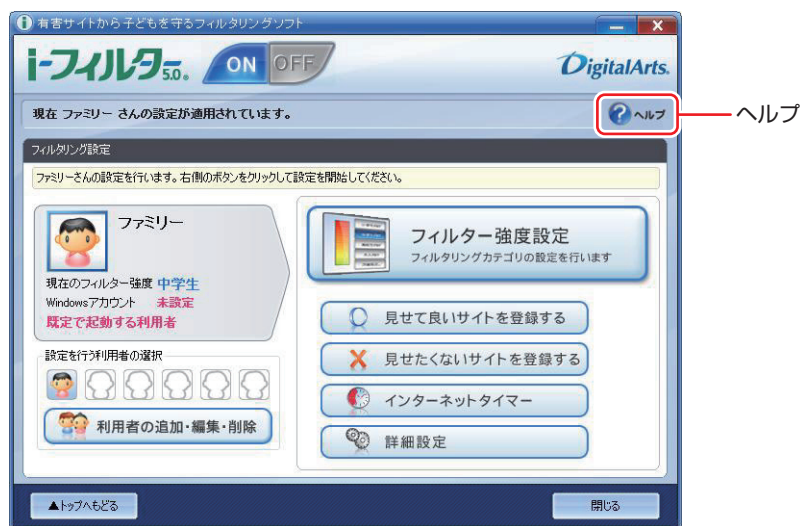 有害サイトから子どもを守るフィルタリングソフト
i-フィルター5.0.
ON OFF
DigitalArts.
現在 ファミリー さんの設定が適用されています。
ヘルプ
ヘルプ
フィルタリング設定
ファミリーさんの設定を行います。右側のボタンをクリックして設定を開始してください。
ファミリー
現在のフィルター強度 中学生
Windowsアカウント 未設定
既定で起動する利用者
設定を行う利用者の選択
利用者の追加・編集・削除
フィルター強度設定
フィルタリングカテゴリの設定を行います
見せて良いサイトを登録する
見せたくないサイトを登録する
インターネットタイマー
詳細設定
▲トップへもどる
閉じる